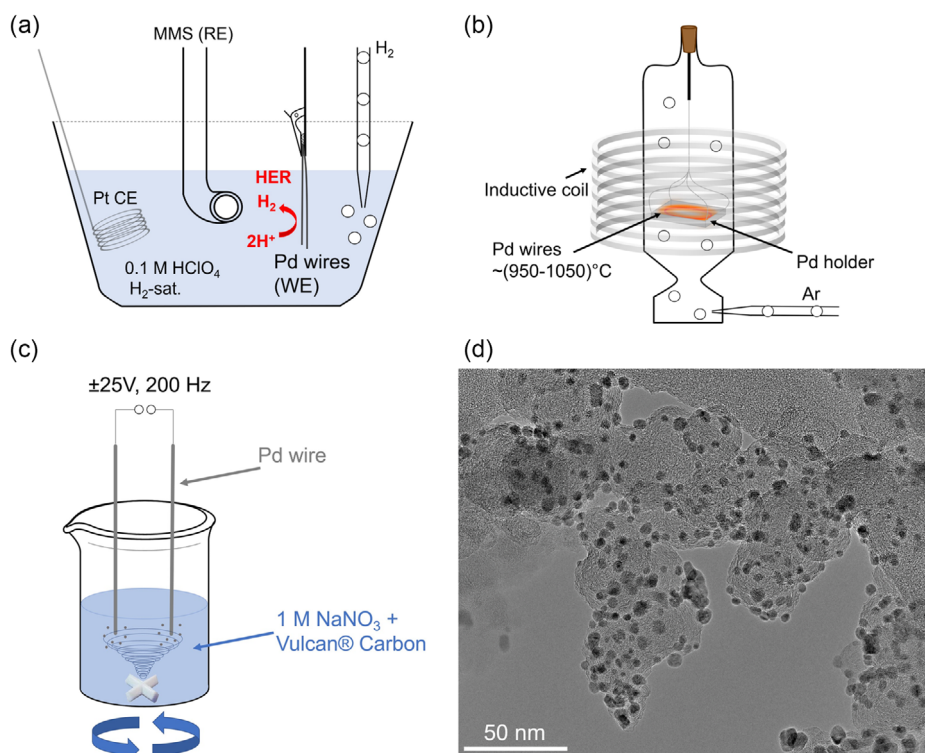 (a)
MMS (RE)
H₂
Pt CE
HER
H₂
2H⁺
0.1 M HClO₄
H₂-sat.
Pd wires
(WE)
(b)
Inductive coil
Pd wires
~(950-1050)°C
Pd holder
Ar
(c)
±25V, 200 Hz
Pd wire
1 M NaNO₃ +
Vulcan® Carbon
(d)
50 nm